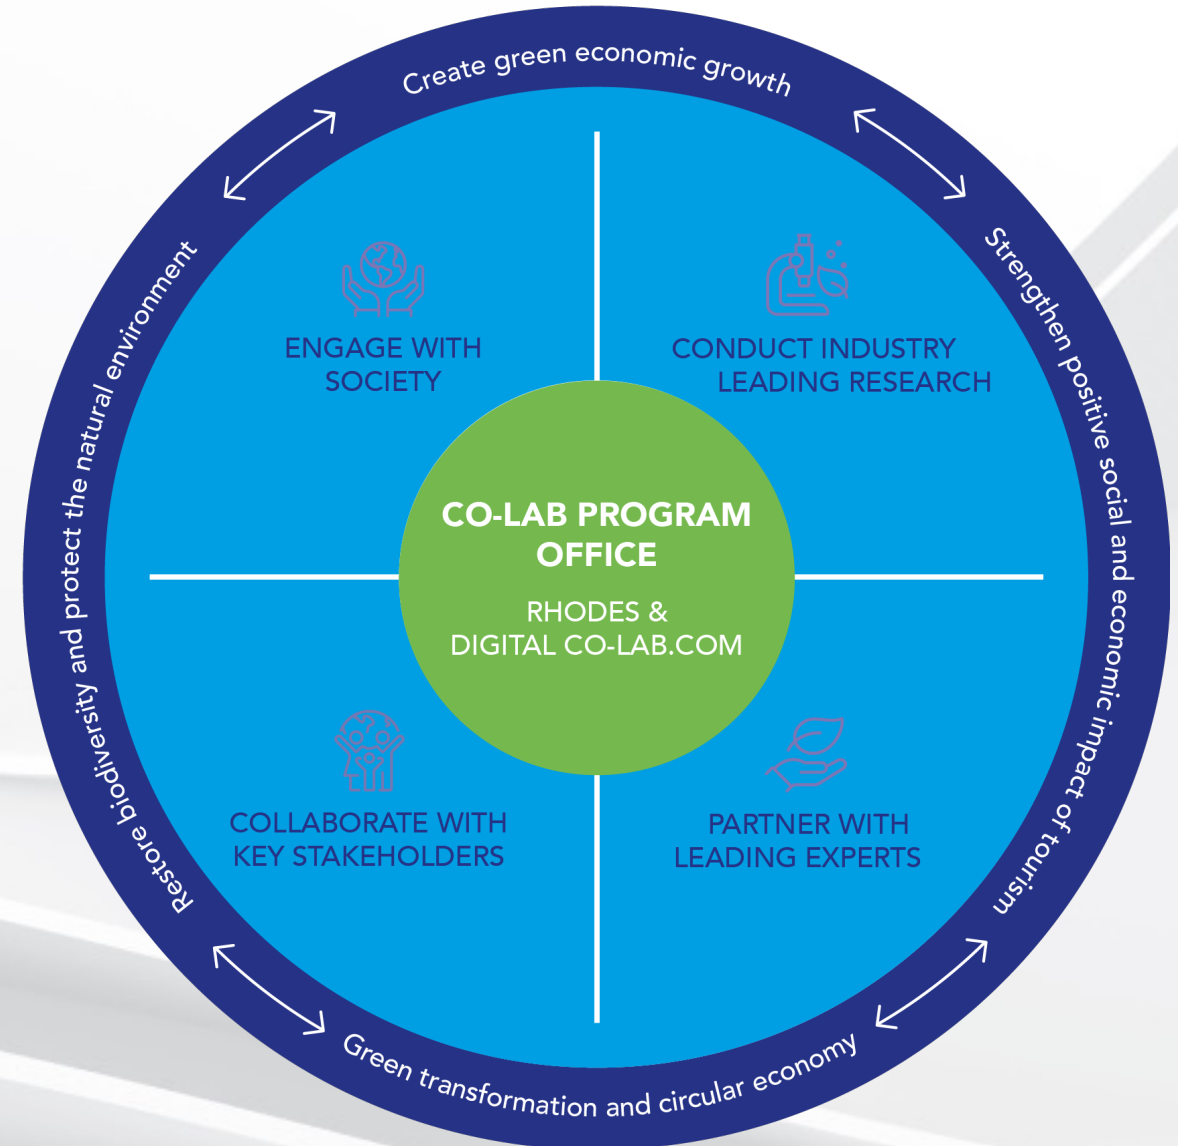 Create green economic growth
Strengthen positive social and economic impact of tourism
Green transformation and circular economy
Restore biodiversity and protect the natural environment
ENGAGE WITH
SOCIETY
CONDUCT INDUSTRY
LEADING RESEARCH
CO-LAB PROGRAM
OFFICE
RHODES &
DIGITAL CO-LAB.COM
COLLABORATE WITH
KEY STAKEHOLDERS
PARTNER WITH
LEADING EXPERTS